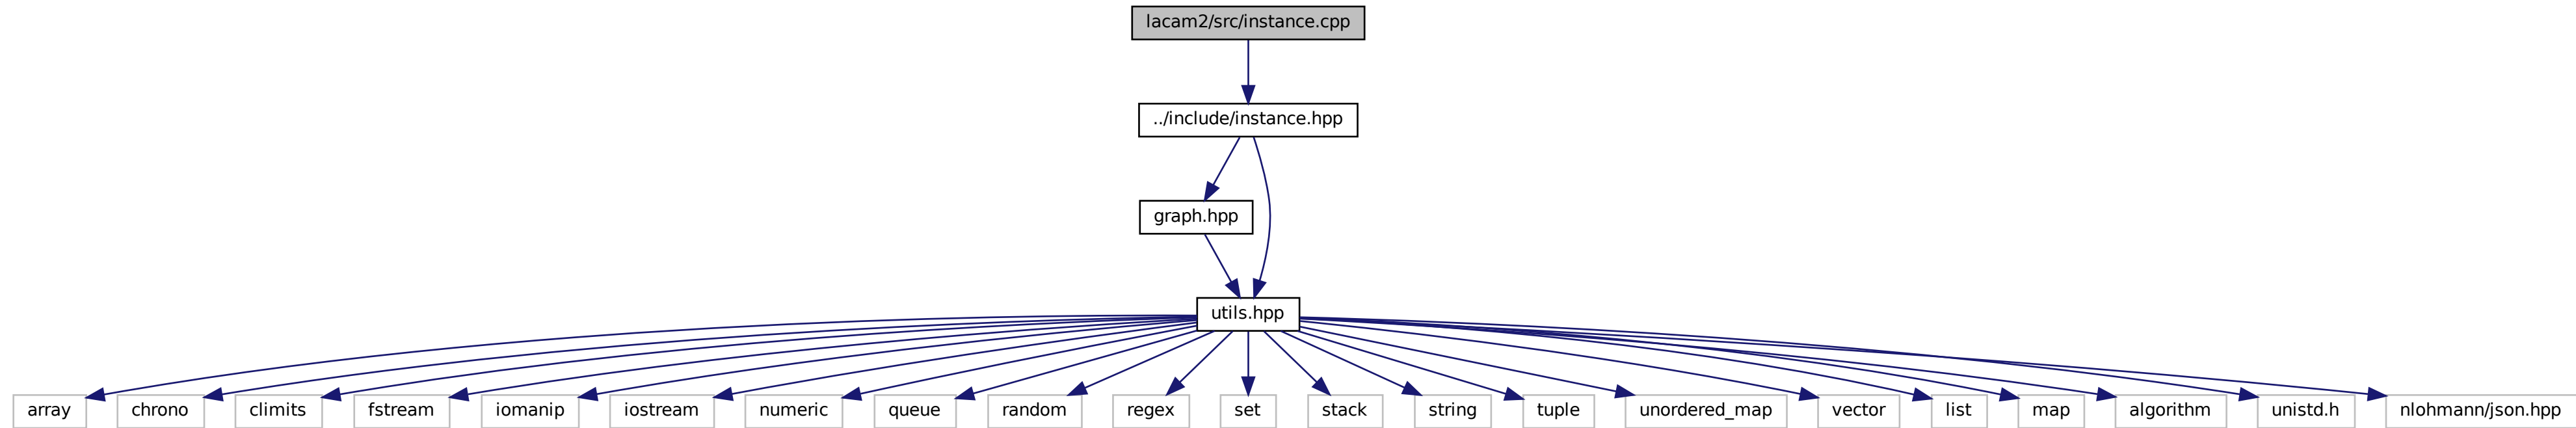 lacam2/src/instance.cpp
../include/instance.hpp
graph.hpp
utils.hpp
array
chrono
climits
fstream
iomanip
iostream
numeric
queue
random
regex
set
stack
string
tuple
unordered_map
vector
list
map
algorithm
unistd.h
nlohmann/json.hpp